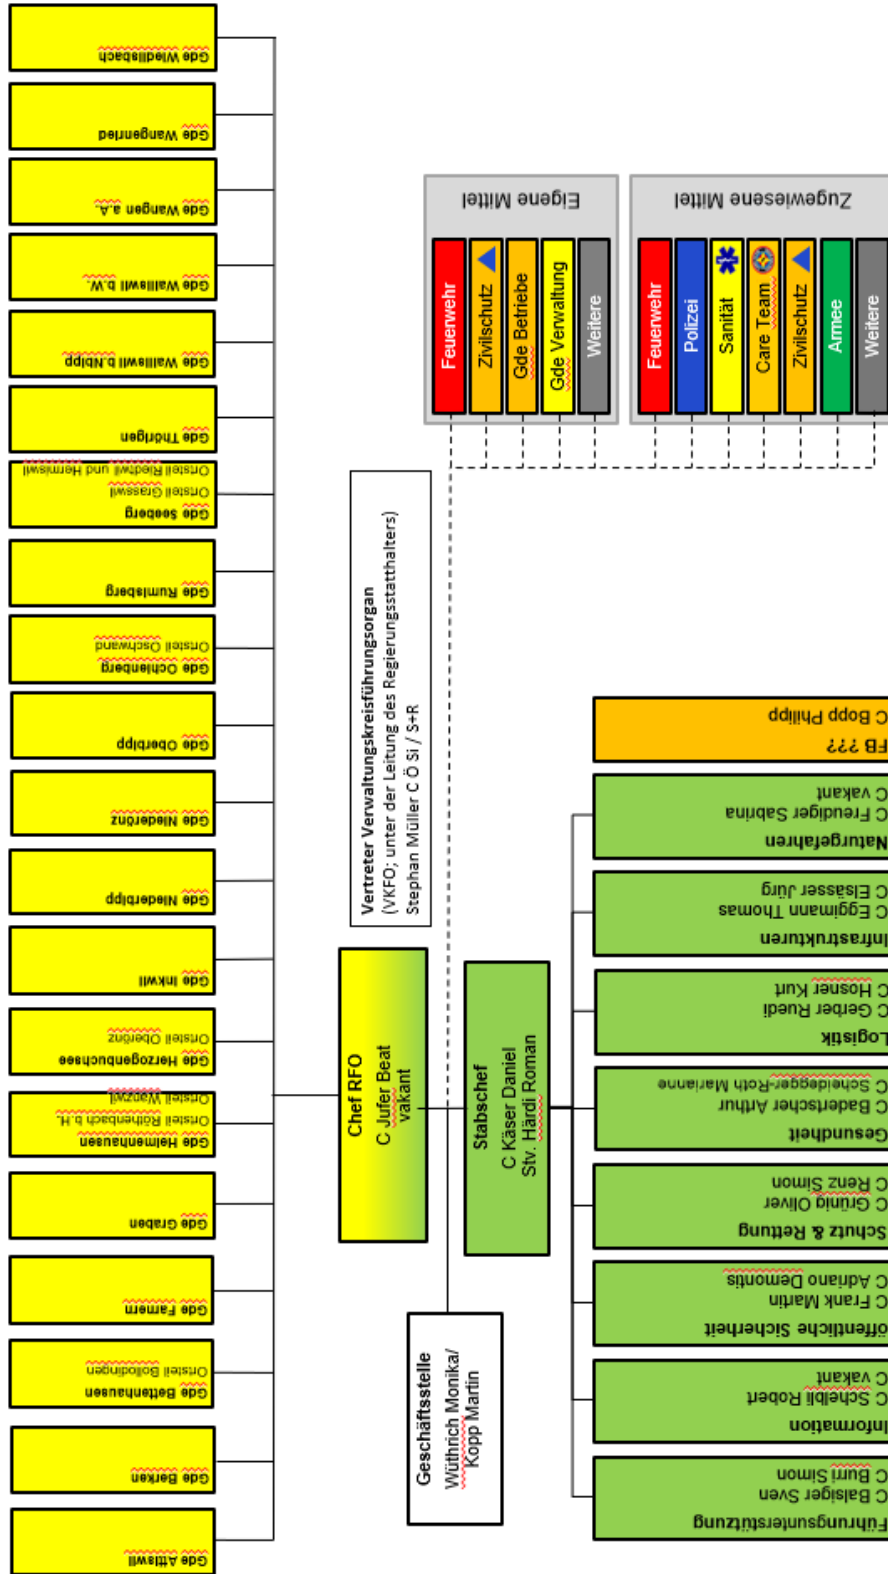 Gde Attiswil
Gde Berken
Gde Bettenhausen
Ortsteil Bollodingen
Gde Farnern
Gde Graben
Gde Heimenhausen
Ortsteil Röthenbach b.H.
Ortsteil Wanzwil
Gde Herzogenbuchsee
Ortsteil Oberönz
Gde Inkwil
Gde Niederbipp
Gde Niederönz
Gde Oberbipp
Gde Ochlenberg
Ortsteil Oschwand
Gde Rumisberg
Gde Seeberg
Ortsteil Grasswil
Ortsteil Riedtwil und Hermiswil
Gde Thörigen
Gde Walliswil b.Nbipp
Gde Walliswil b.W.
Gde Wangen a.A.
Gde Wangenried
Gde Wiedlisbach
Chef RFO
C Jufer Beat
vakant
Vertreter Verwaltungskreisführungsorgan
(VKFO; unter der Leitung des Regierungsstatthalters)
Stephan Müller C Ö Si / S+R
Geschäftsstelle
Wüthrich Monika/
Kopp Martin
Stabschef
C Käser Daniel
Stv. Härdi Roman
Eigene Mittel
Feuerwehr
Zivilschutz
Gde Betriebe
Gde Verwaltung
Weitere
Zugewiesene Mittel
Feuerwehr
Polizei
Sanität
Care Team
Zivilschutz
Armee
Weitere
Führungsunterstützung
C Balsiger Sven
C Burri Simon
Information
C Scheibli Robert
C vakant
öffentliche Sicherheit
C Frank Martin
C Adriano Demontis
Schutz & Rettung
C Grünig Oliver
C Renz Simon
Gesundheit
C Badertscher Arthur
C Scheidegger-Roth Marianne
Logistik
C Gerber Ruedi
C Hosner Kurt
Infrastrukturen
C Eggimann Thomas
C Elsässer Jürg
Naturgefahren
C Freudiger Sabrina
C vakant
FB ???
C Bopp Philipp